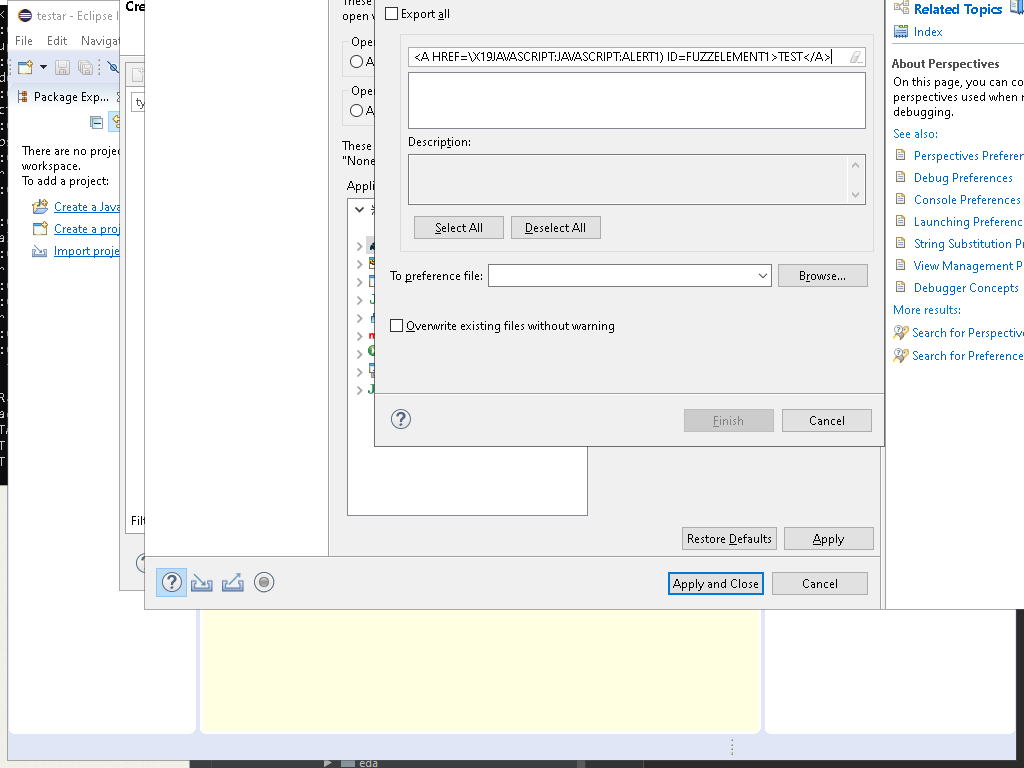 testar - Eclipse I
File Edit Navigat
Package Exp...
There are no proje
workspace.
To add a project:
Create a Java
Create a proj
Import proje
Cre
ty
Filt
These
open v
Open
A
Open
A
These
"None
Appli
Export all
<A HREF=\X19JAVASCRIPT:JAVASCRIPT:ALERT1) ID=FUZZELEMENT1>TEST</A>
Description:
Select All
Deselect All
To preference file:
Browse...
Overwrite existing files without warning
Finish
Cancel
Restore Defaults
Apply
Apply and Close
Cancel
Related Topics
Index
About Perspectives
On this page, you can co
perspectives used when r
debugging.
See also:
Perspectives Preferen
Debug Preferences
Console Preferences
Launching Preferenc
String Substitution Pr
View Management P
Debugger Concepts
More results:
Search for Perspectiv
Search for Preference
eda